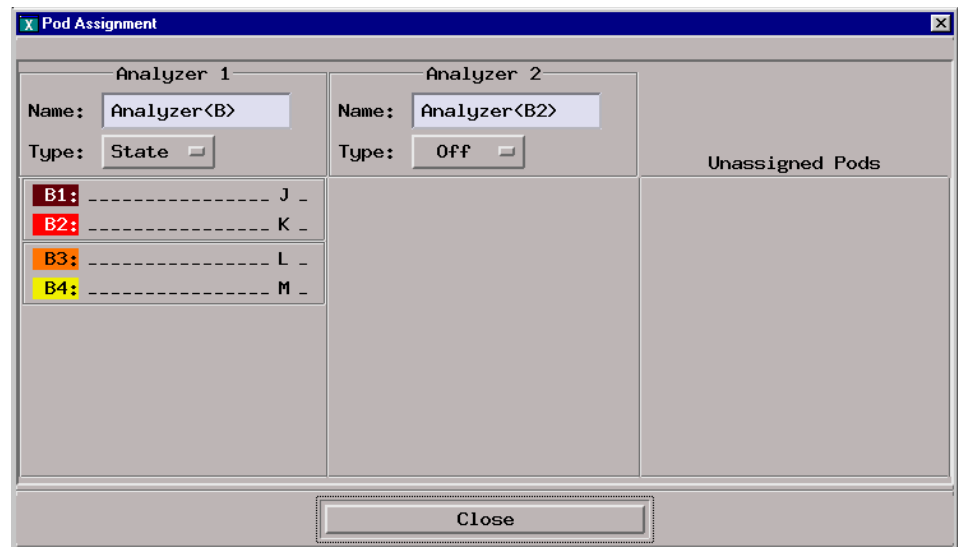 X Pod Assignment
Analyzer 1
Name: Analyzer<B>
Type: State
B1: _ _ _ _ _ _ _ _ _ _ _ _ _ _ _ _ J _
B2: _ _ _ _ _ _ _ _ _ _ _ _ _ _ _ _ K _
B3: _ _ _ _ _ _ _ _ _ _ _ _ _ _ _ _ L _
B4: _ _ _ _ _ _ _ _ _ _ _ _ _ _ _ _ M _
Analyzer 2
Name: Analyzer<B2>
Type: Off
Unassigned Pods
Close